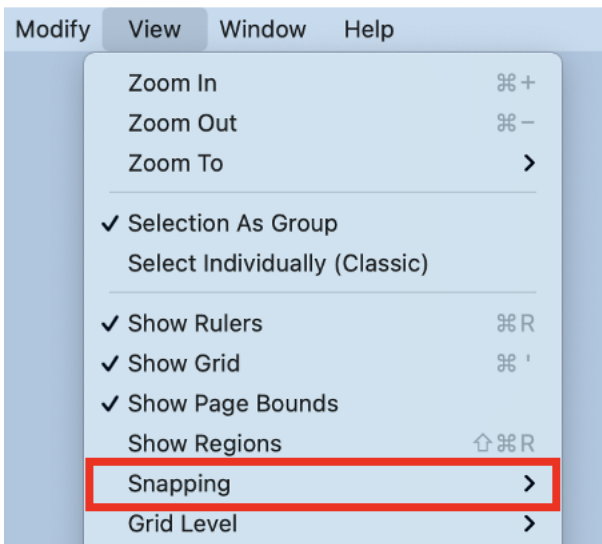 Modify View Window Help
Zoom In ⌘+
Zoom Out ⌘−
Zoom To
Selection As Group
Select Individually (Classic)
Show Rulers ⌘R
Show Grid ⌘'
Show Page Bounds
Show Regions ⇧⌘R
Snapping
Grid Level